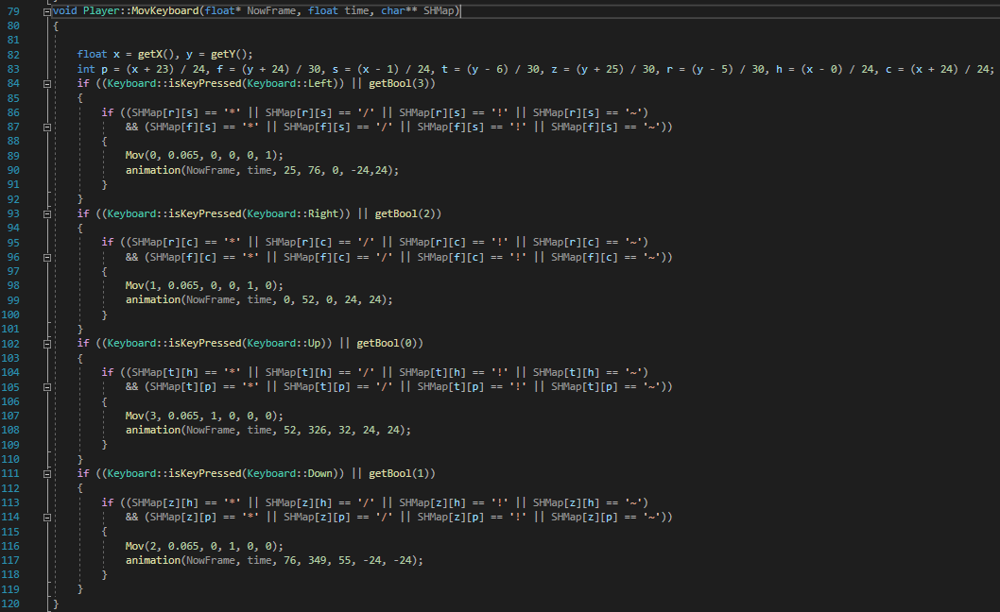 79 void Player::MovKeyboard(float* NowFrame, float time, char** SHMap)
80 {
81
82 float x = getX(), y = getY();
83 int p = (x + 23) / 24, f = (y + 24) / 30, s = (x - 1) / 24, t = (y - 6) / 30, z = (y + 25) / 30, r = (y - 5) / 30, h = (x - 0) / 24, c = (x + 24) / 24;
84 if ((Keyboard::isKeyPressed(Keyboard::Left)) || getBool(3))
85 {
86 if ((SHMap[r][s] == '*' || SHMap[r][s] == '/' || SHMap[r][s] == '!' || SHMap[r][s] == '~')
87 && (SHMap[f][s] == '*' || SHMap[f][s] == '/' || SHMap[f][s] == '!' || SHMap[f][s] == '~'))
88 {
89 Mov(0, 0.065, 0, 0, 0, 1);
90 animation(NowFrame, time, 25, 76, 0, -24,24);
91 }
92 }
93 if ((Keyboard::isKeyPressed(Keyboard::Right)) || getBool(2))
94 {
95 if ((SHMap[r][c] == '*' || SHMap[r][c] == '/' || SHMap[r][c] == '!' || SHMap[r][c] == '~')
96 && (SHMap[f][c] == '*' || SHMap[f][c] == '/' || SHMap[f][c] == '!' || SHMap[f][c] == '~'))
97 {
98 Mov(1, 0.065, 0, 0, 1, 0);
99 animation(NowFrame, time, 0, 52, 0, 24, 24);
100 }
101 }
102 if ((Keyboard::isKeyPressed(Keyboard::Up)) || getBool(0))
103 {
104 if ((SHMap[t][h] == '*' || SHMap[t][h] == '/' || SHMap[t][h] == '!' || SHMap[t][h] == '~')
105 && (SHMap[t][p] == '*' || SHMap[t][p] == '/' || SHMap[t][p] == '!' || SHMap[t][p] == '~'))
106 {
107 Mov(3, 0.065, 1, 0, 0, 0);
108 animation(NowFrame, time, 52, 326, 32, 24, 24);
109 }
110 }
111 if ((Keyboard::isKeyPressed(Keyboard::Down)) || getBool(1))
112 {
113 if ((SHMap[z][h] == '*' || SHMap[z][h] == '/' || SHMap[z][h] == '!' || SHMap[z][h] == '~')
114 && (SHMap[z][p] == '*' || SHMap[z][p] == '/' || SHMap[z][p] == '!' || SHMap[z][p] == '~'))
115 {
116 Mov(2, 0.065, 0, 1, 0, 0);
117 animation(NowFrame, time, 76, 349, 55, -24, -24);
118 }
119 }
120 }